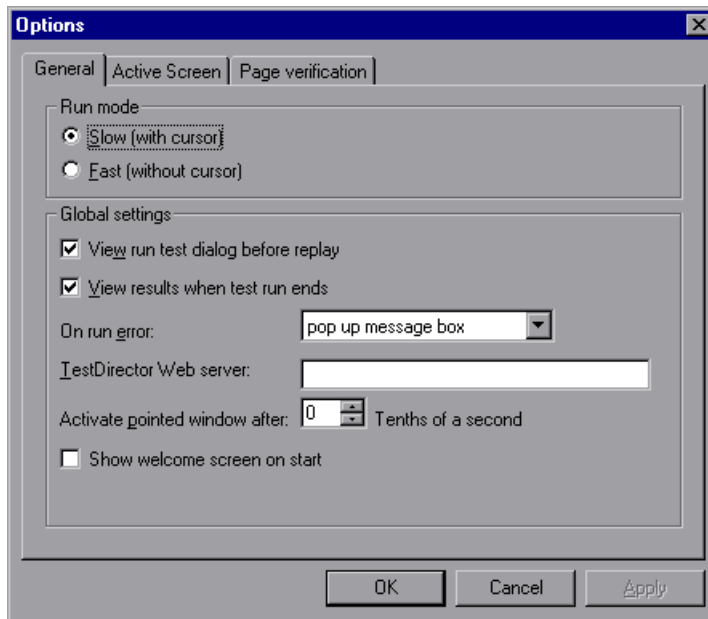 Options
General Active Screen Page verification
Run mode
Slow (with cursor)
Fast (without cursor)
Global settings
View run test dialog before replay
View results when test run ends
On run error: pop up message box
TestDirector Web server:
Activate pointed window after: 0 Tenths of a second
Show welcome screen on start
OK Cancel Apply